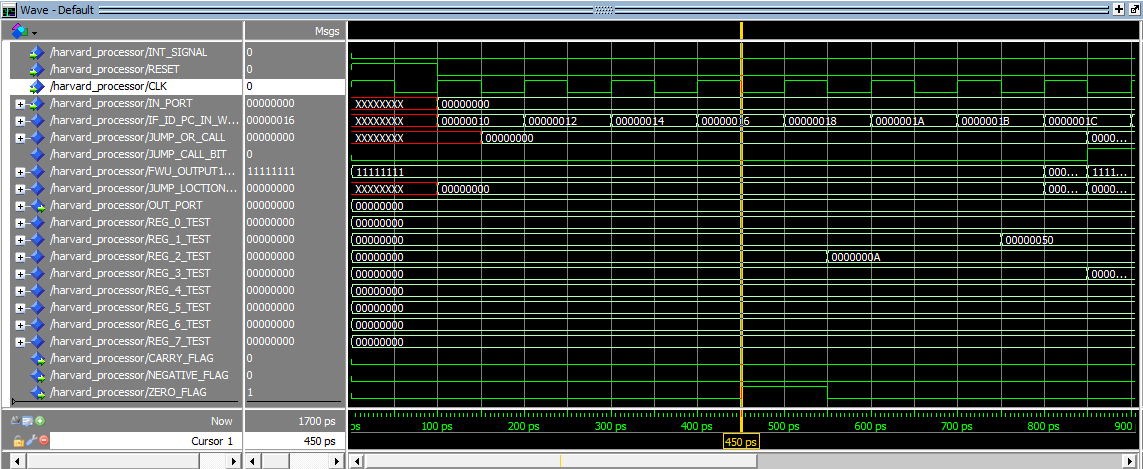 Wave - Default
Msgs
/harvard_processor/INT_SIGNAL 0
/harvard_processor/RESET 0
/harvard_processor/CLK 0
/harvard_processor/IN_PORT 00000000 XXXXXXXX 00000000
/harvard_processor/IF_ID_PC_IN_W... 00000016 XXXXXXXX 00000010 00000012 00000014 00000016 00000018 0000001A 0000001B 0000001C
/harvard_processor/JUMP_OR_CALL 00000000 XXXXXXXX 00000000 0000...
/harvard_processor/JUMP_CALL_BIT 0
/harvard_processor/FWU_OUTPUT1... 11111111 11111111 000... 1111...
/harvard_processor/JUMP_LOCTION... 00000000 XXXXXXXX 00000000 000... 0000...
/harvard_processor/OUT_PORT 00000000 00000000
/harvard_processor/REG_0_TEST 00000000 00000000
/harvard_processor/REG_1_TEST 00000000 00000000 00000050
/harvard_processor/REG_2_TEST 00000000 00000000 0000000A
/harvard_processor/REG_3_TEST 00000000 00000000 0000...
/harvard_processor/REG_4_TEST 00000000 00000000
/harvard_processor/REG_5_TEST 00000000 00000000
/harvard_processor/REG_6_TEST 00000000 00000000
/harvard_processor/REG_7_TEST 00000000 00000000
/harvard_processor/CARRY_FLAG 0
/harvard_processor/NEGATIVE_FLAG 0
/harvard_processor/ZERO_FLAG 1
Now 1700 ps ps 100 ps 200 ps 300 ps 400 ps 500 ps 600 ps 700 ps 800 ps 900
Cursor 1 450 ps 450 ps